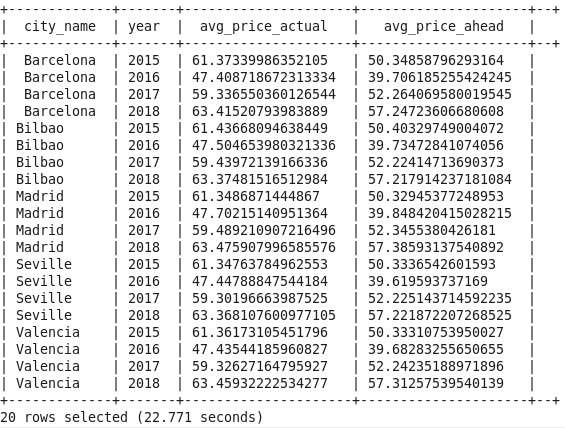 +-------------+-------+---------------------+---------------------+--+
|  city_name  | year  |  avg_price_actual   |   avg_price_ahead   |
+-------------+-------+---------------------+---------------------+--+
|  Barcelona  | 2015  | 61.37339986352105   | 50.34858796293164   |
|  Barcelona  | 2016  | 47.408718672313334  | 39.706185255424245  |
|  Barcelona  | 2017  | 59.336550360126544  | 52.264069580019545  |
|  Barcelona  | 2018  | 63.41520793983889   | 57.24723606680608   |
| Bilbao      | 2015  | 61.43668094638449   | 50.40329749004072   |
| Bilbao      | 2016  | 47.504653980321336  | 39.73472841074056   |
| Bilbao      | 2017  | 59.43972139166336   | 52.22414713690373   |
| Bilbao      | 2018  | 63.37481516512984   | 57.217914237181084  |
| Madrid      | 2015  | 61.3486871444867    | 50.32945377248953   |
| Madrid      | 2016  | 47.70215140951364   | 39.848420415028215  |
| Madrid      | 2017  | 59.489210907216496  | 52.3455380426181    |
| Madrid      | 2018  | 63.475907996585576  | 57.38593137540892   |
| Seville     | 2015  | 61.34763784962553   | 50.3336542601593    |
| Seville     | 2016  | 47.44788847544184   | 39.619593737169     |
| Seville     | 2017  | 59.30196663987525   | 52.225143714592235  |
| Seville     | 2018  | 63.368107600977105  | 57.221872207268525  |
| Valencia    | 2015  | 61.36173105451796   | 50.33310753950027   |
| Valencia    | 2016  | 47.43544185960827   | 39.68283255650655   |
| Valencia    | 2017  | 59.32627164795927   | 52.24235188971896   |
| Valencia    | 2018  | 63.45932222534277   | 57.31257539540139   |
+-------------+-------+---------------------+---------------------+--+
20 rows selected (22.771 seconds)